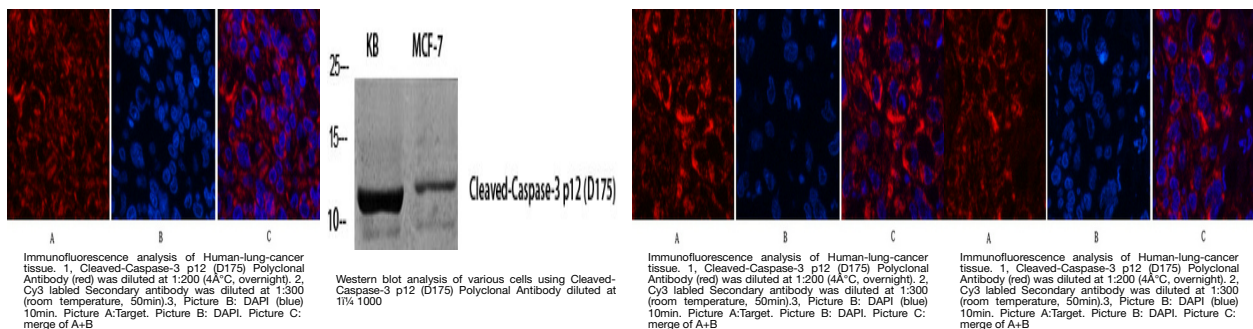 A
B
C
Immunofluorescence analysis of Human-lung-cancer
tissue. 1, Cleaved-Caspase-3 p12 (D175) Polyclonal
Antibody (red) was diluted at 1:200 (4Â°C, overnight). 2,
Cy3 labled Secondary antibody was diluted at 1:300
(room temperature, 50min).3, Picture B: DAPI (blue)
10min. Picture A:Target. Picture B: DAPI. Picture C:
merge of A+B
KB MCF-7
25--
15--
10--
Cleaved-Caspase-3 p12 (D175)
Western blot analysis of various cells using Cleaved-
Caspase-3 p12 (D175) Polyclonal Antibody diluted at
1ï¼ 1000
A
B
C
Immunofluorescence analysis of Human-lung-cancer
tissue. 1, Cleaved-Caspase-3 p12 (D175) Polyclonal
Antibody (red) was diluted at 1:200 (4Â°C, overnight). 2,
Cy3 labled Secondary antibody was diluted at 1:300
(room temperature, 50min).3, Picture B: DAPI (blue)
10min. Picture A:Target. Picture B: DAPI. Picture C:
merge of A+B
A
B
C
Immunofluorescence analysis of Human-lung-cancer
tissue. 1, Cleaved-Caspase-3 p12 (D175) Polyclonal
Antibody (red) was diluted at 1:200 (4Â°C, overnight). 2,
Cy3 labled Secondary antibody was diluted at 1:300
(room temperature, 50min).3, Picture B: DAPI (blue)
10min. Picture A:Target. Picture B: DAPI. Picture C:
merge of A+B